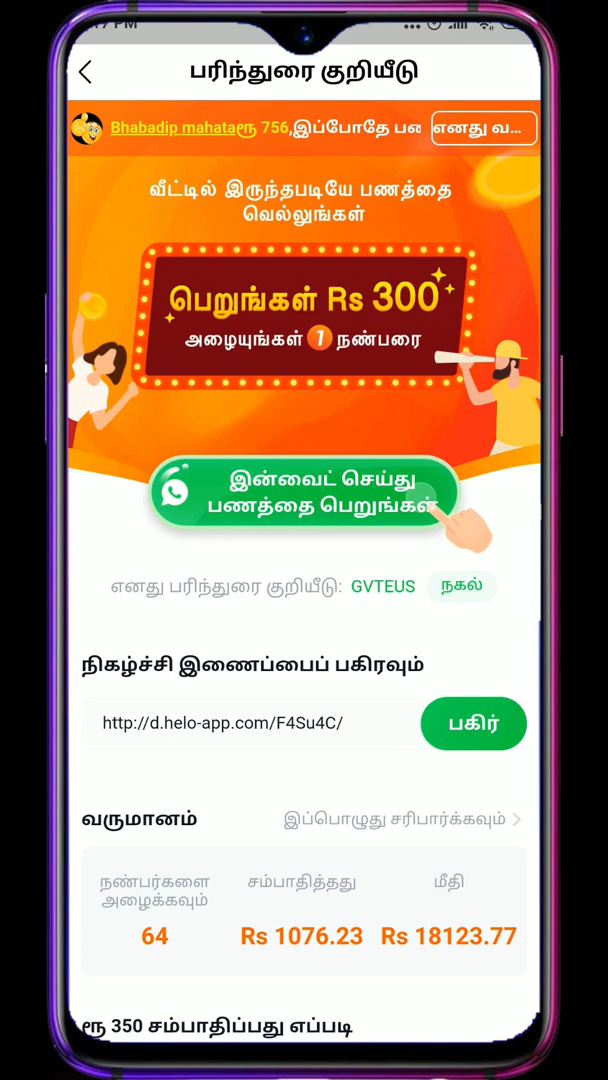 பரிந்துரை குறியீடு
Bhabadip mahataரூ 756,இப்போதே
எனது வ...
வீட்டில் இருந்தபடியே பணத்தை
வெல்லுங்கள்
பெறுங்கள் Rs 300
அழையுங்கள் 1 நண்பரை
இன்வைட் செய்து
பணத்தை பெறுங்கள்
எனது பரிந்துரை குறியீடு: GVTEUS நகல்
நிகழ்ச்சி இணைப்பைப் பகிரவும்
http://d.helo-app.com/F4Su4C/ பகிர்
வருமானம் இப்பொழுது சரிபார்க்கவும்
நண்பர்களை அழைக்கவும் சம்பாதித்தது மீதி
64 Rs 1076.23 Rs 18123.77
ரூ 350 சம்பாதிப்பது எப்படி